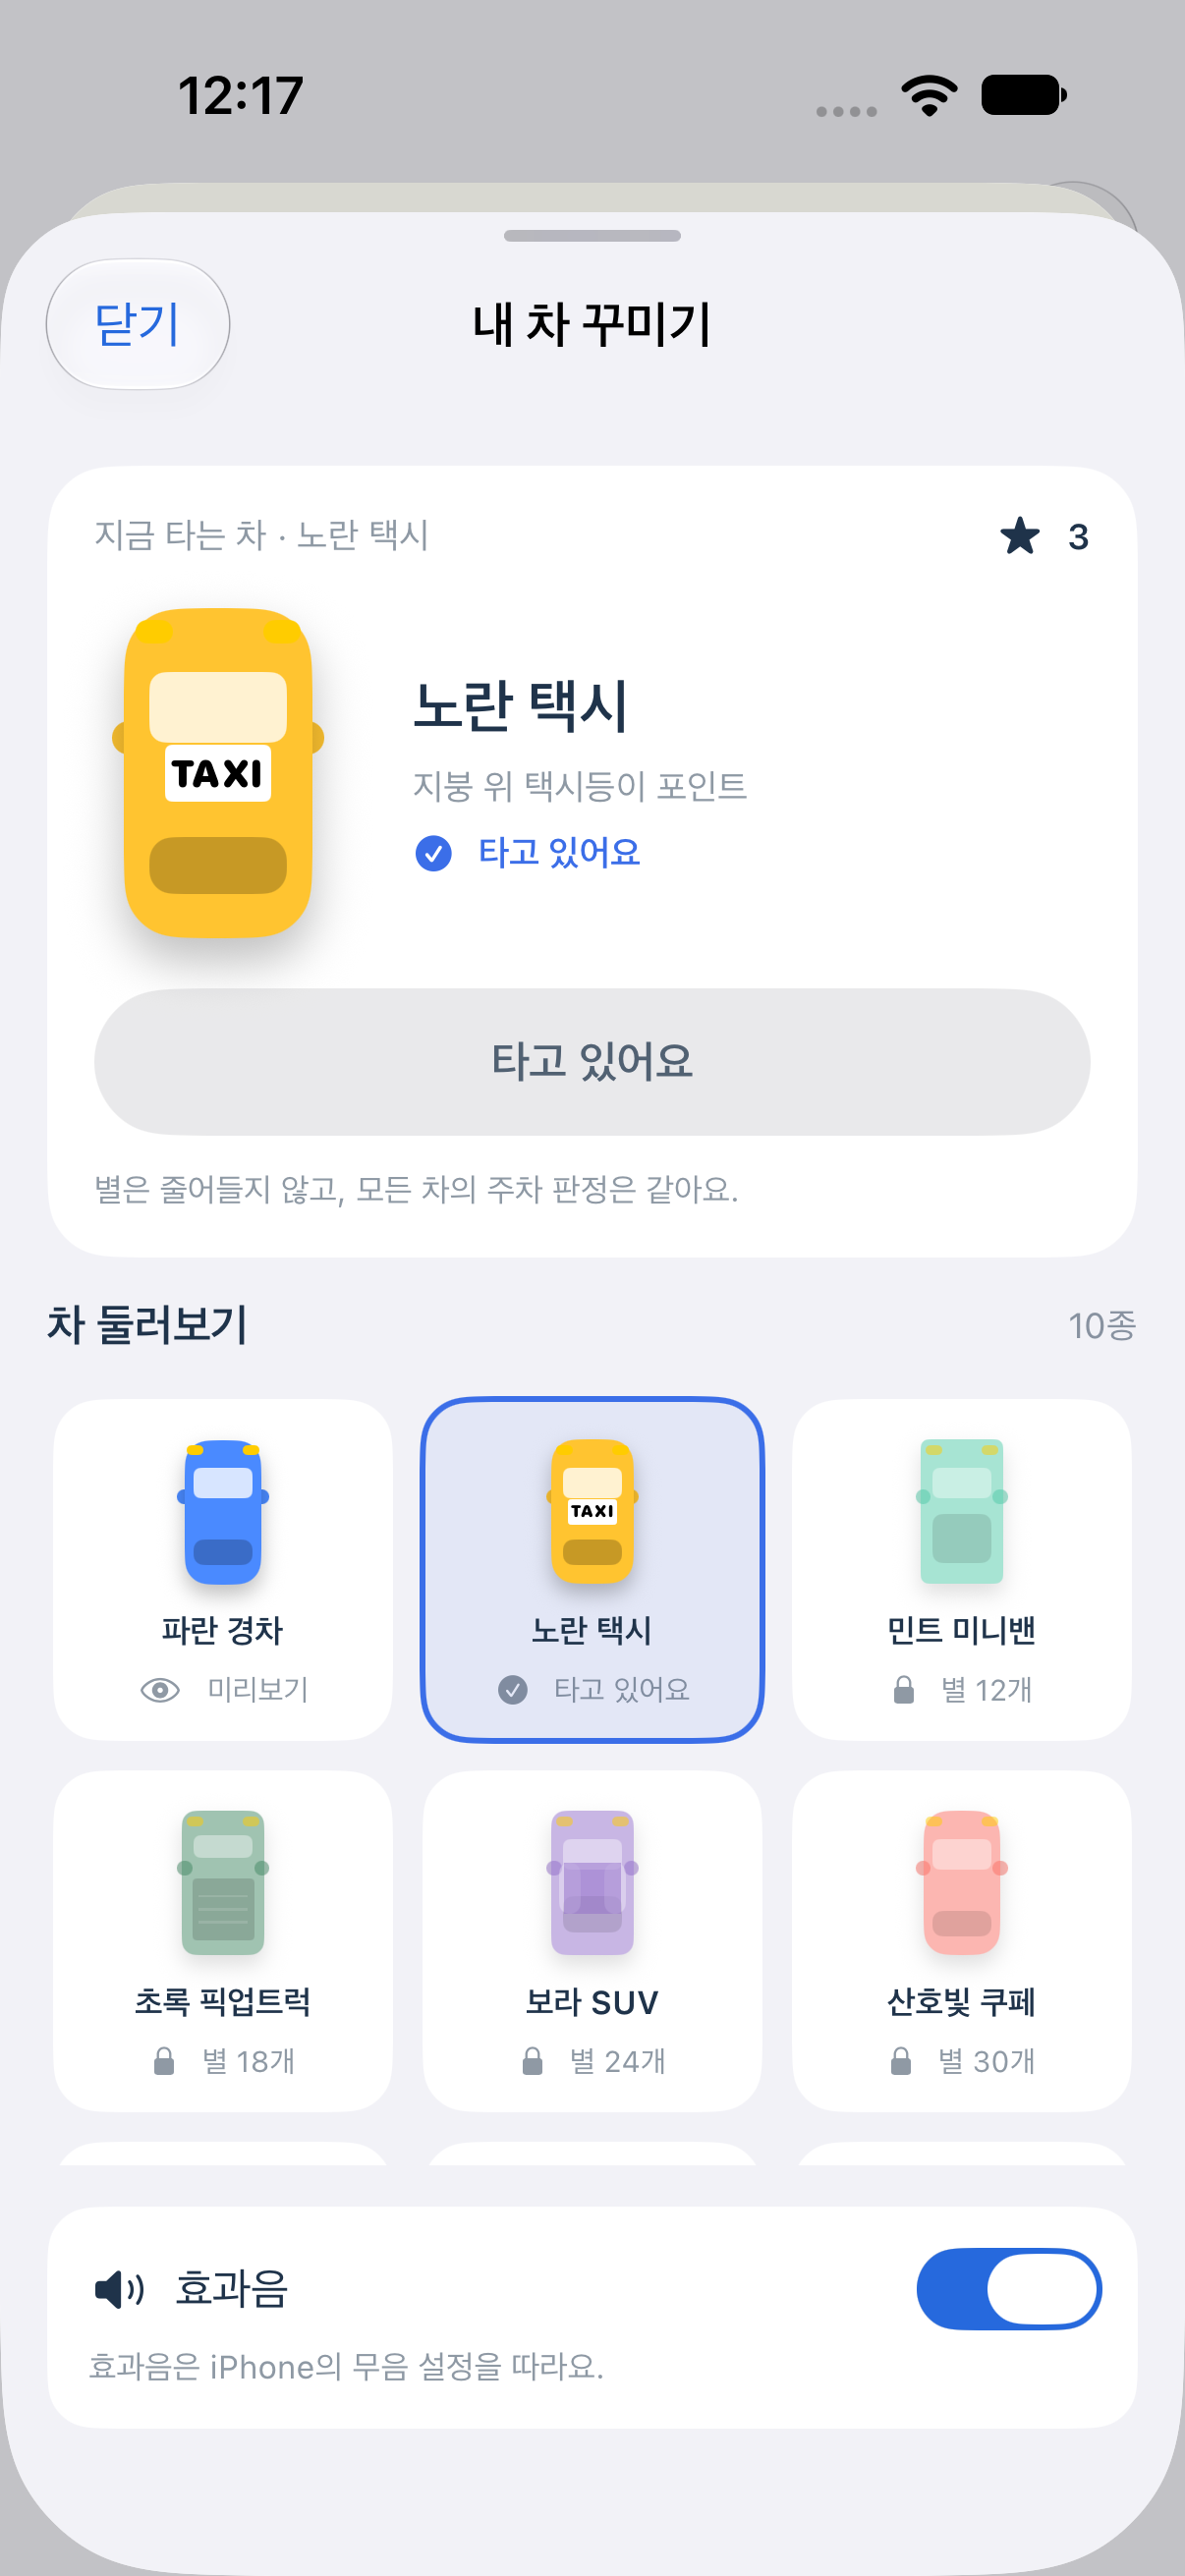 12:17
닫기
내 차 꾸미기
지금 타는 차 · 노란 택시
3
TAXI
노란 택시
지붕 위 택시등이 포인트
타고 있어요
타고 있어요
별은 줄어들지 않고, 모든 차의 주차 판정은 같아요.
차 둘러보기
10종
TAXI
파란 경차
노란 택시
민트 미니밴
미리보기
타고 있어요
별 12개
초록 픽업트럭
보라 SUV
산호빛 쿠페
별 18개
별 24개
별 30개
효과음
효과음은 iPhone의 무음 설정을 따라요.